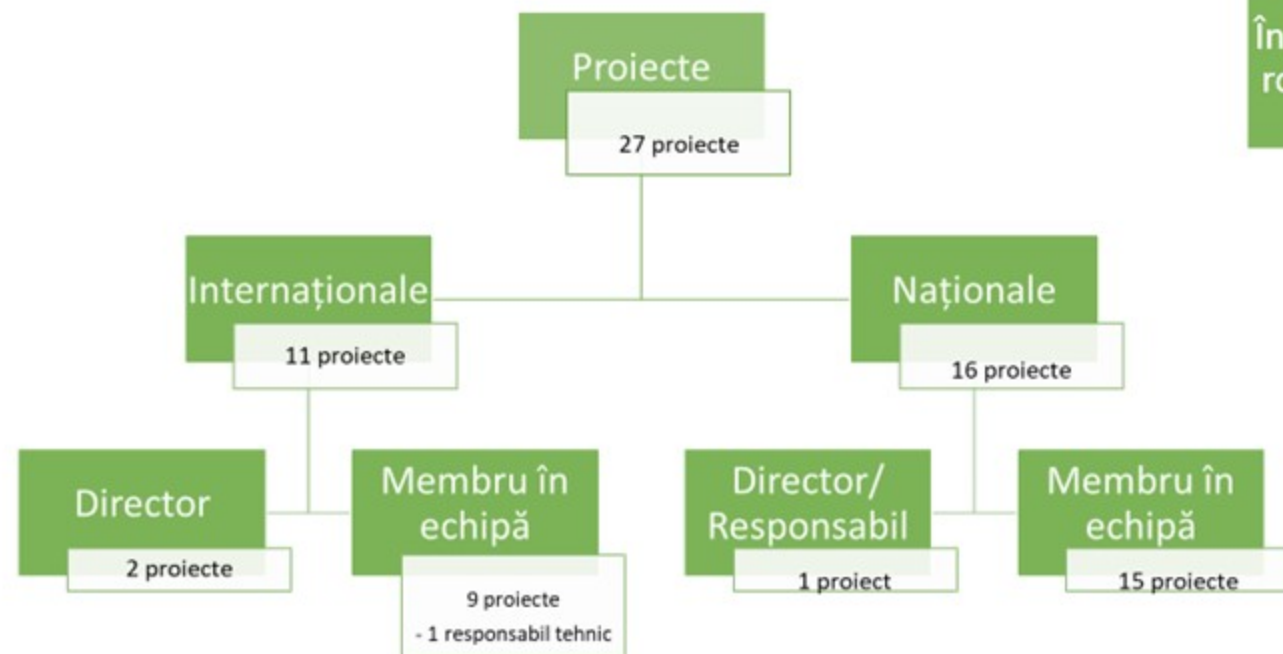 Proiecte
27 proiecte
Internaționale
11 proiecte
Naționale
16 proiecte
Director
2 proiecte
Membru în
echipă
9 proiecte
- 1 responsabil tehnic
Director/
Responsabil
1 proiect
Membru în
echipă
15 proiecte